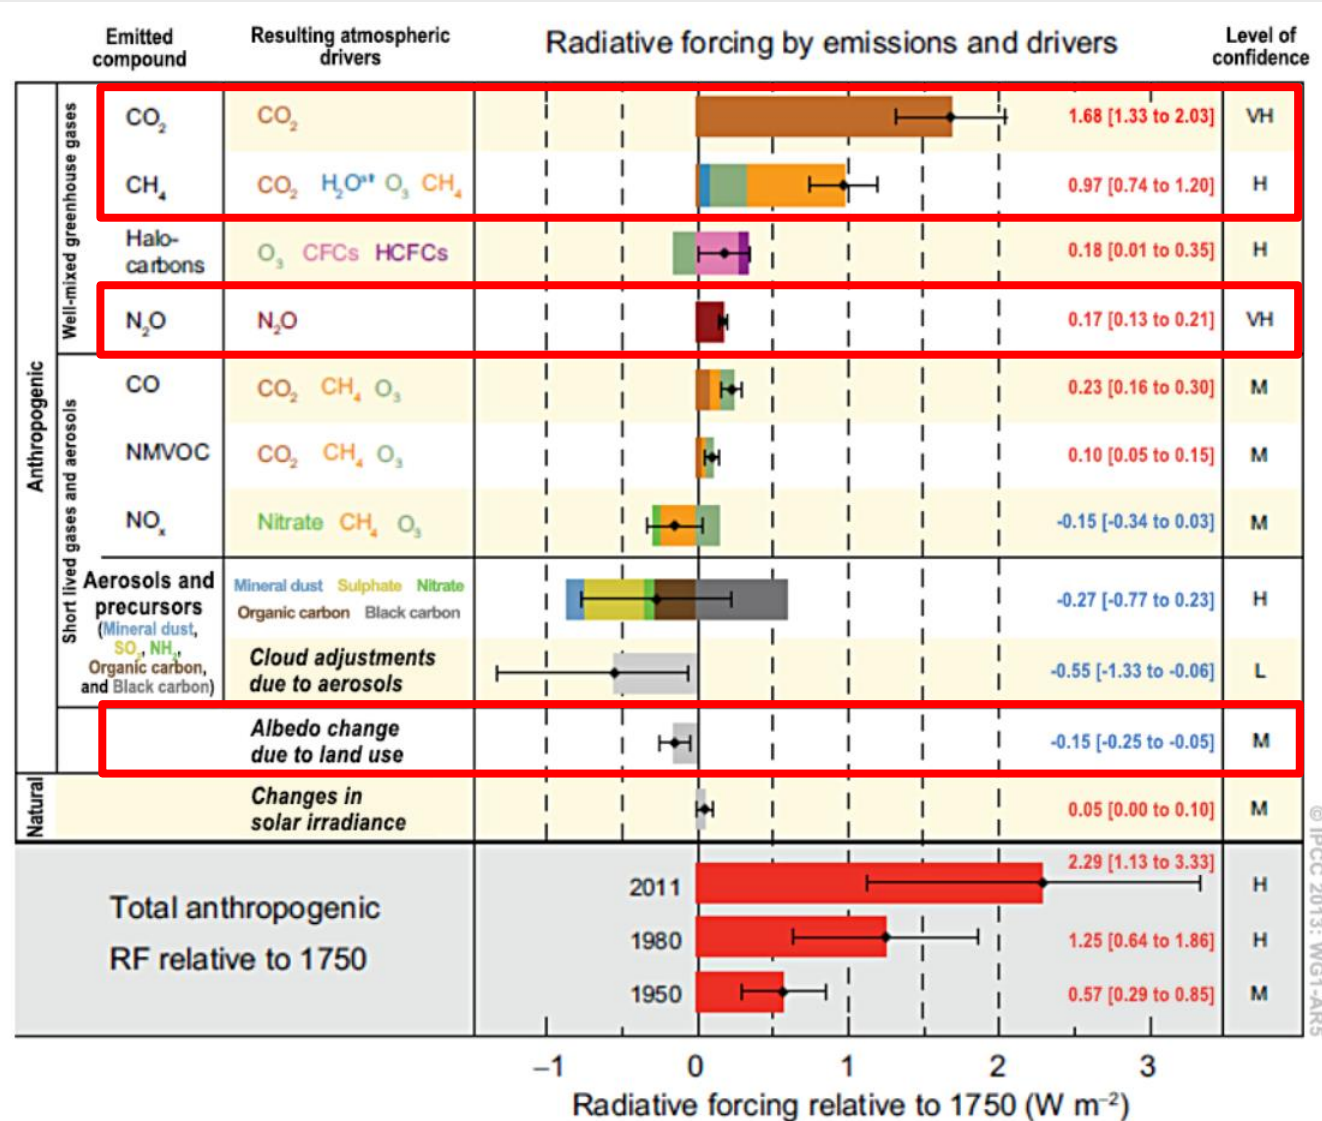 Emitted compound
Resulting atmospheric drivers
Radiative forcing by emissions and drivers
Level of confidence
Anthropogenic
Well-mixed greenhouse gases
CO₂
CO₂
1.68 [1.33 to 2.03]
VH
CH₄
CO₂ H₂Oˢᵗʳ O₃ CH₄
0.97 [0.74 to 1.20]
H
Halo-
carbons
O₃ CFCs HCFCs
0.18 [0.01 to 0.35]
H
N₂O
N₂O
0.17 [0.13 to 0.21]
VH
Short lived gases and aerosols
CO
CO₂ CH₄ O₃
0.23 [0.16 to 0.30]
M
NMVOC
CO₂ CH₄ O₃
0.10 [0.05 to 0.15]
M
NOₓ
Nitrate CH₄ O₃
-0.15 [-0.34 to 0.03]
M
Aerosols and
precursors
(Mineral dust,
SO₂, NH₃,
Organic carbon,
and Black carbon)
Mineral dust Sulphate Nitrate
Organic carbon Black carbon
-0.27 [-0.77 to 0.23]
H
Cloud adjustments
due to aerosols
-0.55 [-1.33 to -0.06]
L
Albedo change
due to land use
-0.15 [-0.25 to -0.05]
M
Natural
Changes in
solar irradiance
0.05 [0.00 to 0.10]
M
Total anthropogenic
RF relative to 1750
2011
2.29 [1.13 to 3.33]
H
1980
1.25 [0.64 to 1.86]
H
1950
0.57 [0.29 to 0.85]
M
−1 0 1 2 3
Radiative forcing relative to 1750 (W m⁻²)
© IPCC 2013: WG1-AR5